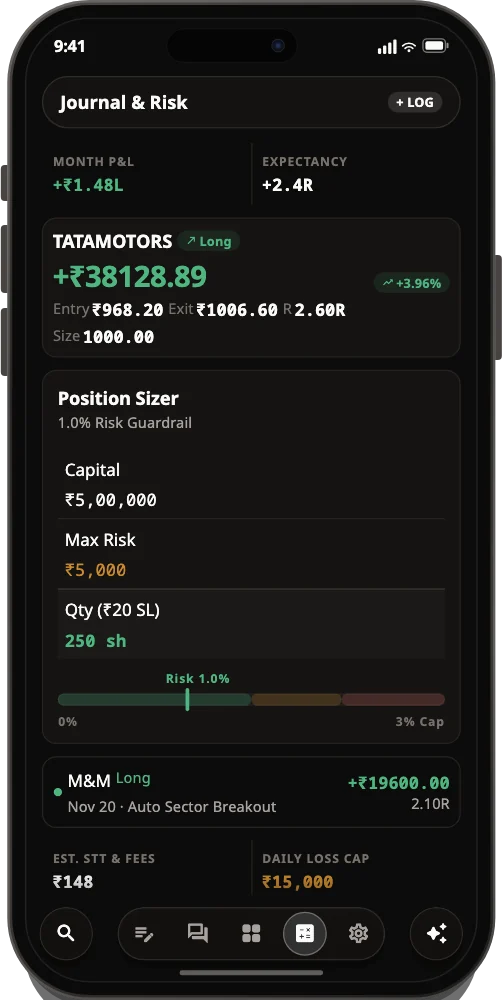 9:41
Journal & Risk
+ LOG
MONTH P&L
EXPECTANCY
+₹1.48L
+2.4R
TATAMOTORS ↗ Long
+₹38128.89
+3.96%
Entry ₹968.20 Exit ₹1006.60 R 2.60R
Size 1000.00
Position Sizer
1.0% Risk Guardrail
Capital
₹5,00,000
Max Risk
₹5,000
Qty (₹20 SL)
250 sh
Risk 1.0%
0%
3% Cap
M&M Long
+₹19600.00
Nov 20 · Auto Sector Breakout
2.10R
EST. STT & FEES
DAILY LOSS CAP
₹148
₹15,000